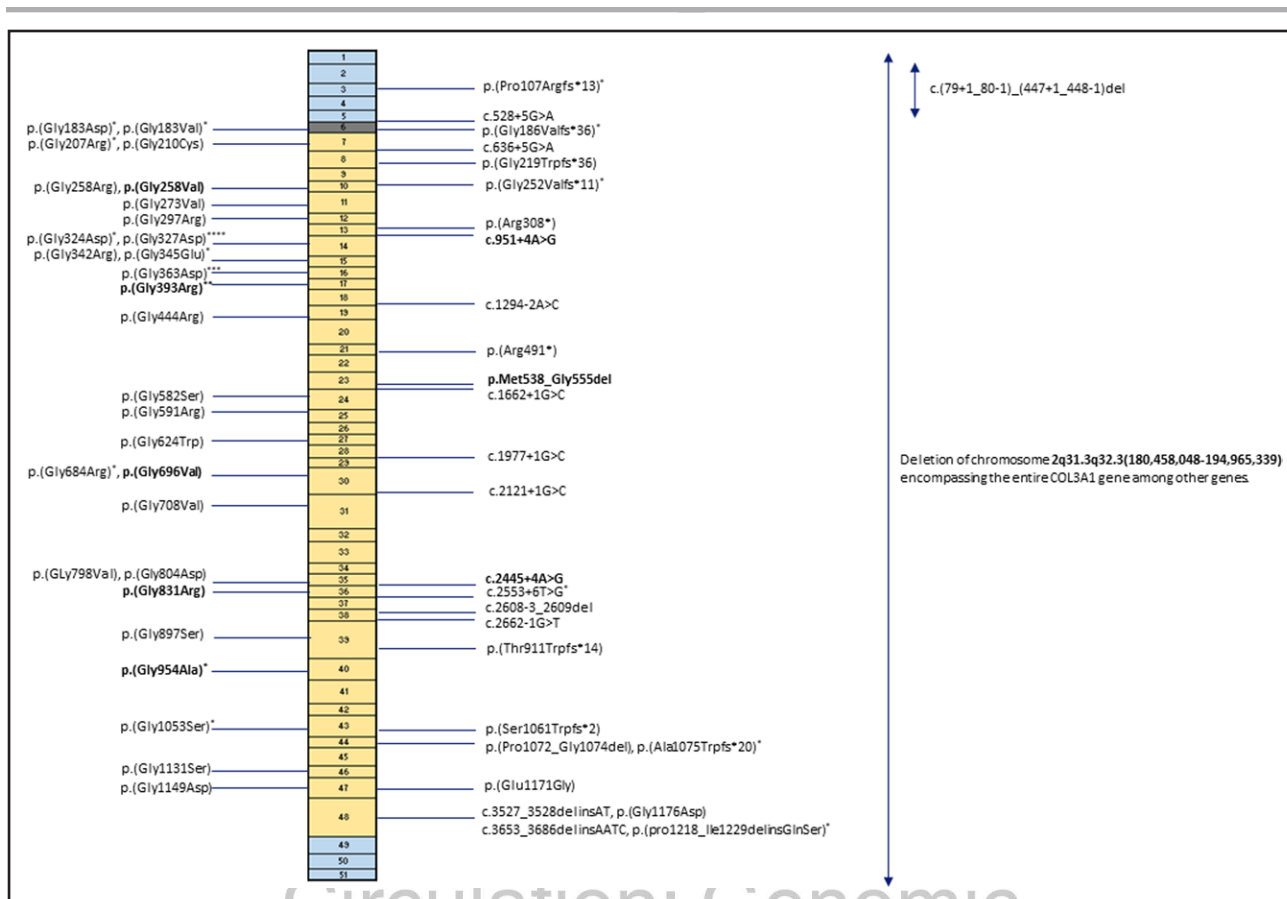 1
2
3
4
5
6
7
8
9
10
11
12
13
14
15
16
17
18
19
20
21
22
23
24
25
26
27
28
29
30
31
32
33
34
35
36
37
38
39
40
41
42
43
44
45
46
47
48
49
50
51
p.(Gly183Asp)*, p.(Gly183Val)*
p.(Gly207Arg)*, p.(Gly210Cys)
p.(Gly258Arg), p.(Gly258Val)
p.(Gly273Val)
p.(Gly297Arg)
p.(Gly324Asp)*, p.(Gly327Asp)****
p.(Gly342Arg), p.(Gly345Glu)*
p.(Gly363Asp)***
p.(Gly393Arg)**
p.(Gly444Arg)
p.(Gly582Ser)
p.(Gly591Arg)
p.(Gly624Trp)
p.(Gly684Arg)*, p.(Gly696Val)
p.(Gly708Val)
p.(GLy798Val), p.(Gly804Asp)
p.(Gly831Arg)
p.(Gly897Ser)
p.(Gly954Ala)*
p.(Gly1053Ser)*
p.(Gly1131Ser)
p.(Gly1149Asp)
p.(Pro107Argfs*13)*
c.528+5G>A
p.(Gly186Valfs*36)*
c.636+5G>A
p.(Gly219Trpfs*36)
p.(Gly252Valfs*11)*
p.(Arg308*)
c.951+4A>G
c.1294-2A>C
p.(Arg491*)
p.Met538_Gly555del
c.1662+1G>C
c.1977+1G>C
c.2121+1G>C
c.2445+4A>G
c.2553+6T>G*
c.2608-3_2609del
c.2662-1G>T
p.(Thr911Trpfs*14)
p.(Ser1061Trpfs*2)
p.(Pro1072_Gly1074del), p.(Ala1075Trpfs*20)*
p.(Glu1171Gly)
c.3527_3528delinsAT, p.(Gly1176Asp)
c.3653_3686delinsAATC, p.(pro1218_Ile1229delinsGlnSer)*
c.(79+1_80-1)_(447+1_448-1)del
Deletion of chromosome 2q31.3q32.3(180,458,048-194,965,339)
encompassing the entire COL3A1 gene among other genes.
Circulation: Genomic